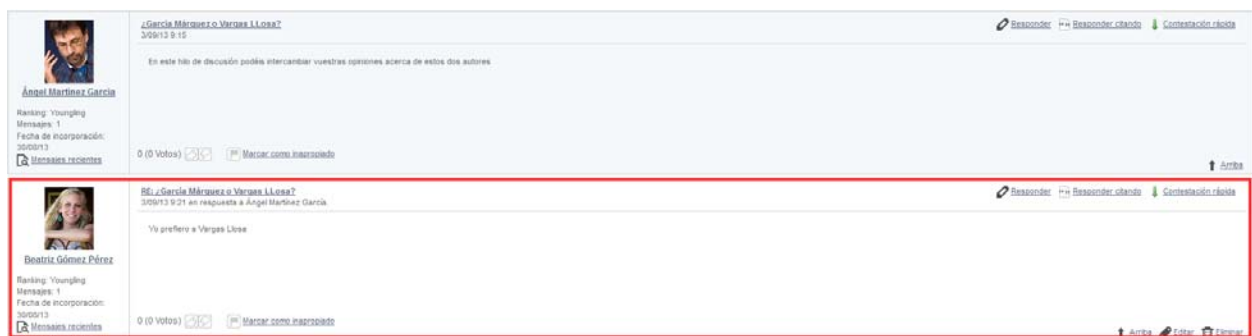 ¿García Márquez o Vargas LLosa?
3/09/13 9:15
Responder Responder citando Contestación rápida
En este hilo de discusión podéis intercambiar vuestras opiniones acerca de estos dos autores
Ángel Martínez García
Ranking: Youngling
Mensajes: 1
Fecha de incorporación:
30/08/13
Mensajes recientes
0 (0 Votos) Marcar como inapropiado
Arriba
RE: ¿García Márquez o Vargas LLosa?
3/09/13 9:21 en respuesta a Ángel Martínez García.
Responder Responder citando Contestación rápida
Yo prefiero a Vargas Llosa
Beatriz Gómez Pérez
Ranking: Youngling
Mensajes: 1
Fecha de incorporación:
30/08/13
Mensajes recientes
0 (0 Votos) Marcar como inapropiado
Arriba Editar Eliminar